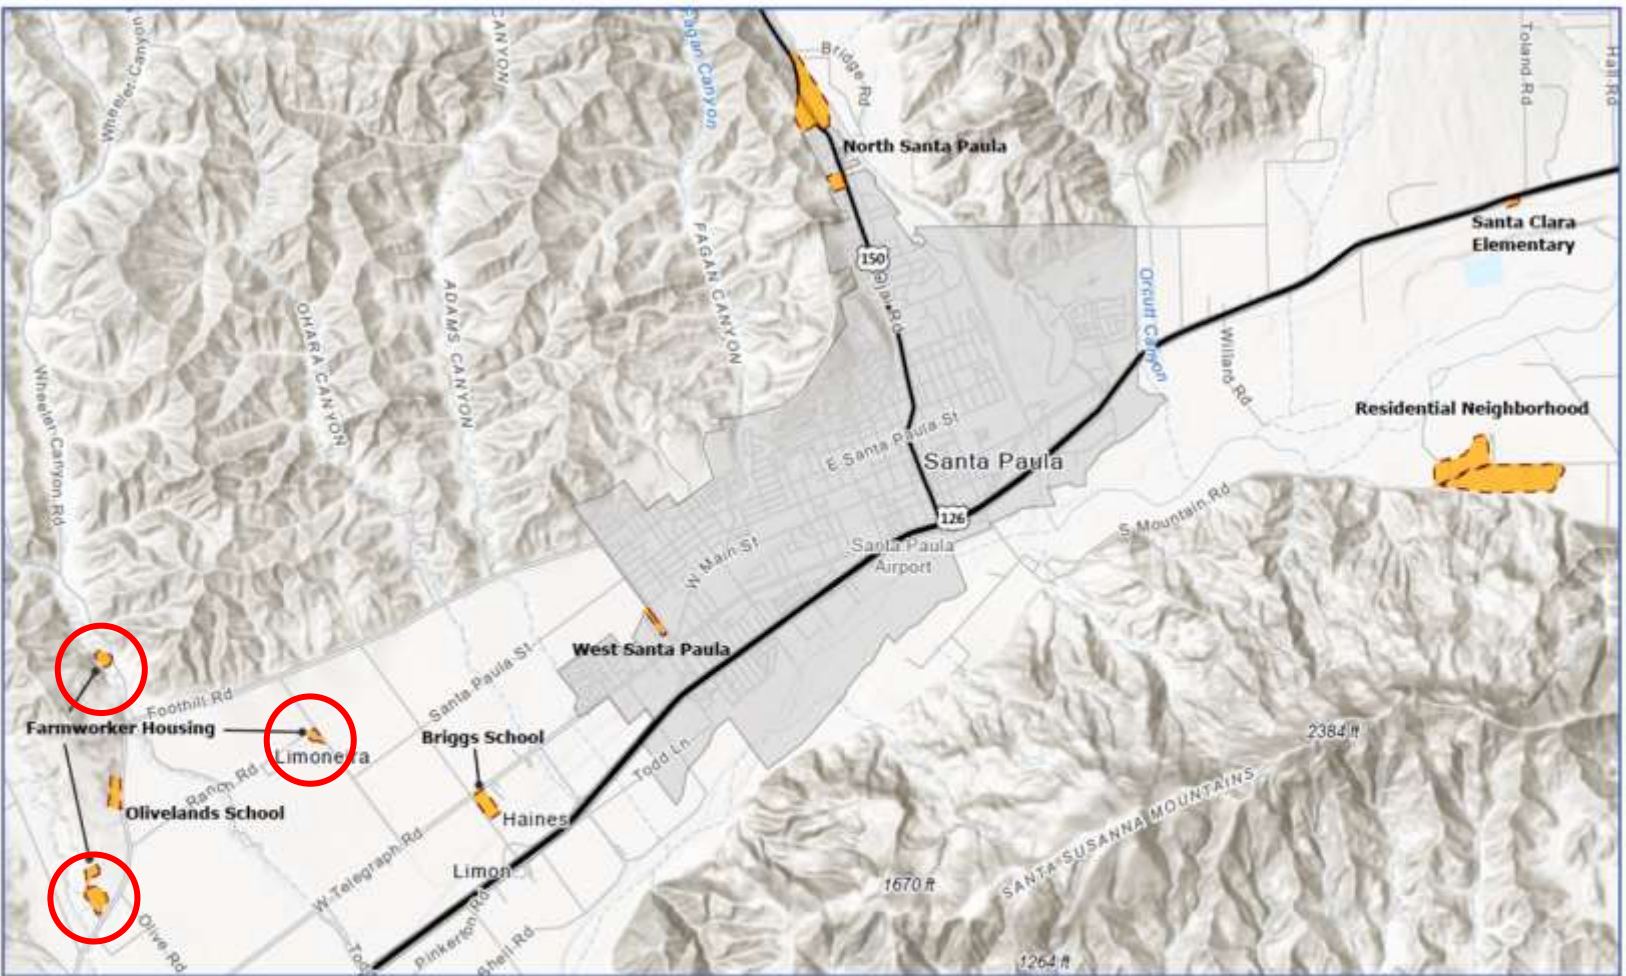 Wheeler Canyon
CANYON
Fagan Canyon
Bridge Rd
Toland Rd
Hall Rd
North Santa Paula
Santa Clara
Elementary
150
Ojai Rd
FAGAN CANYON
Orcutt Canyon
Willard Rd
OHARA CANYON
ADAMS CANYON
Wheeler Canyon Rd
Residential Neighborhood
E Santa Paula St
Santa Paula
126
S Mountain Rd
W Main St
Santa Paula
Airport
West Santa Paula
Santa Paula St
Foothill Rd
Farmworker Housing
Limoneira
Briggs School
Todd Ln
Ranch Rd
Olivelands School
Haines
W Telegraph Rd
Limon
Olive Rd
Pinkerton Rd
Shell Rd
2384 ft
SANTA SUSANNA MOUNTAINS
1670 ft
1264 ft